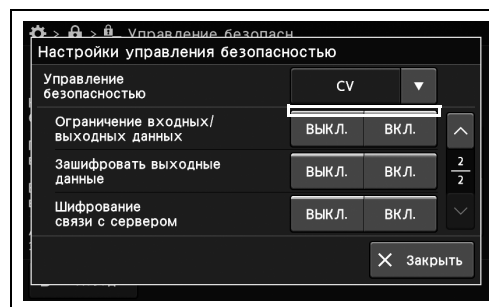 > > Управление безопасн
Настройки управления безопасностью
Управление
безопасностью
CV
Ограничение входных/
выходных данных
ВЫКЛ. ВКЛ.
Зашифровать выходные
данные
ВЫКЛ. ВКЛ.
2
2
Шифрование
связи с сервером
ВЫКЛ. ВКЛ.
Закрыть